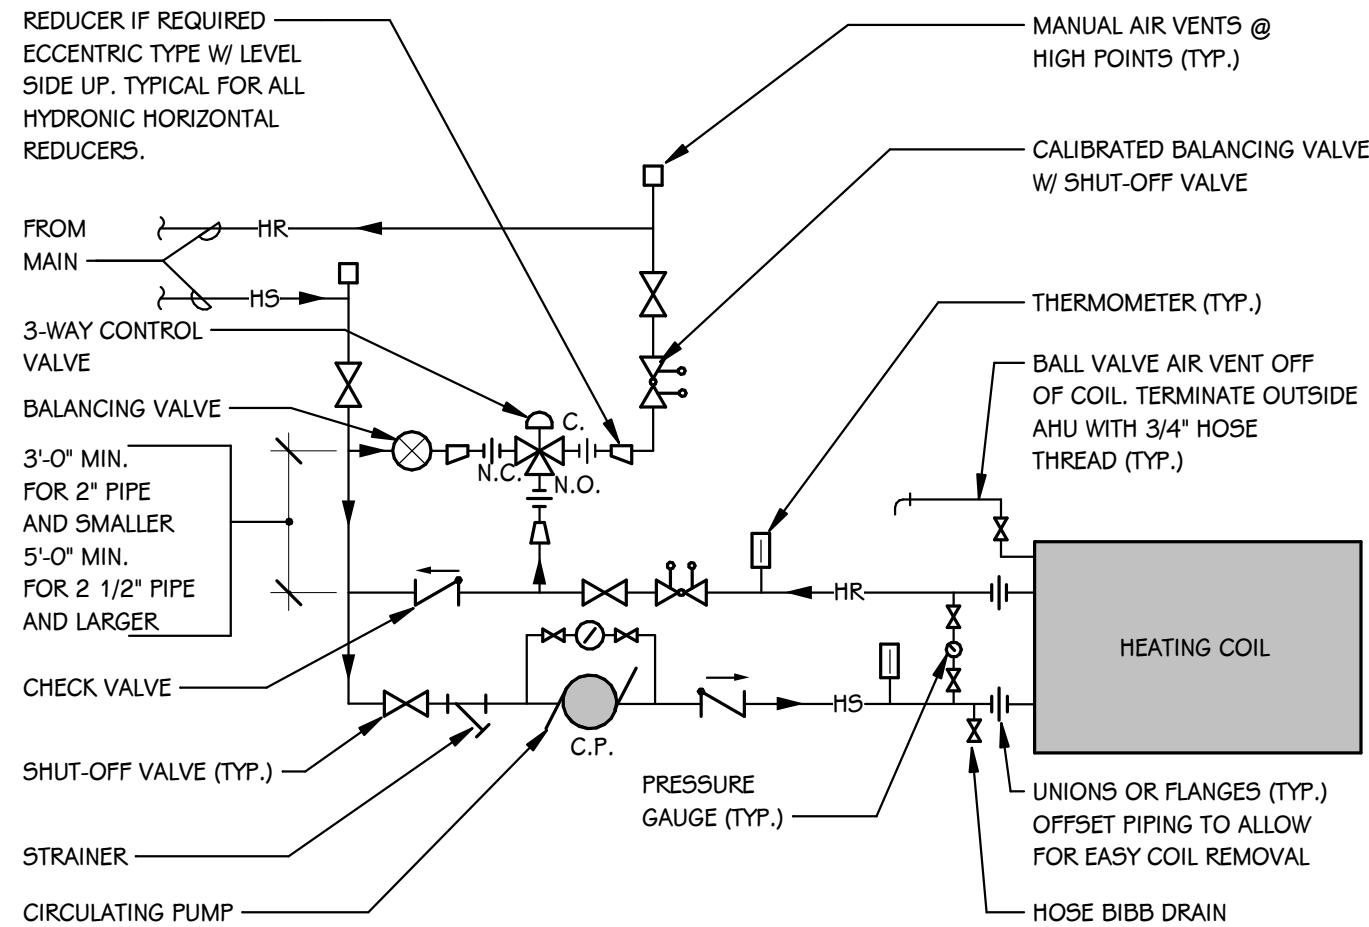 REDUCER IF REQUIRED
ECCENTRIC TYPE W/ LEVEL
SIDE UP. TYPICAL FOR ALL
HYDRONIC HORIZONTAL
REDUCERS.
MANUAL AIR VENTS @
HIGH POINTS (TYP.)
CALIBRATED BALANCING VALVE
W/ SHUT-OFF VALVE
FROM
MAIN
HR
HS
3-WAY CONTROL
VALVE
BALANCING VALVE
3'-0" MIN.
FOR 2" PIPE
AND SMALLER
5'-0" MIN.
FOR 2 1/2" PIPE
AND LARGER
C.
N.C.
N.O.
THERMOMETER (TYP.)
BALL VALVE AIR VENT OFF
OF COIL. TERMINATE OUTSIDE
AHU WITH 3/4" HOSE
THREAD (TYP.)
HR
HEATING COIL
HS
CHECK VALVE
C.P.
SHUT-OFF VALVE (TYP.)
PRESSURE
GAUGE (TYP.)
UNIONS OR FLANGES (TYP.)
OFFSET PIPING TO ALLOW
FOR EASY COIL REMOVAL
STRAINER
CIRCULATING PUMP
HOSE BIBB DRAIN